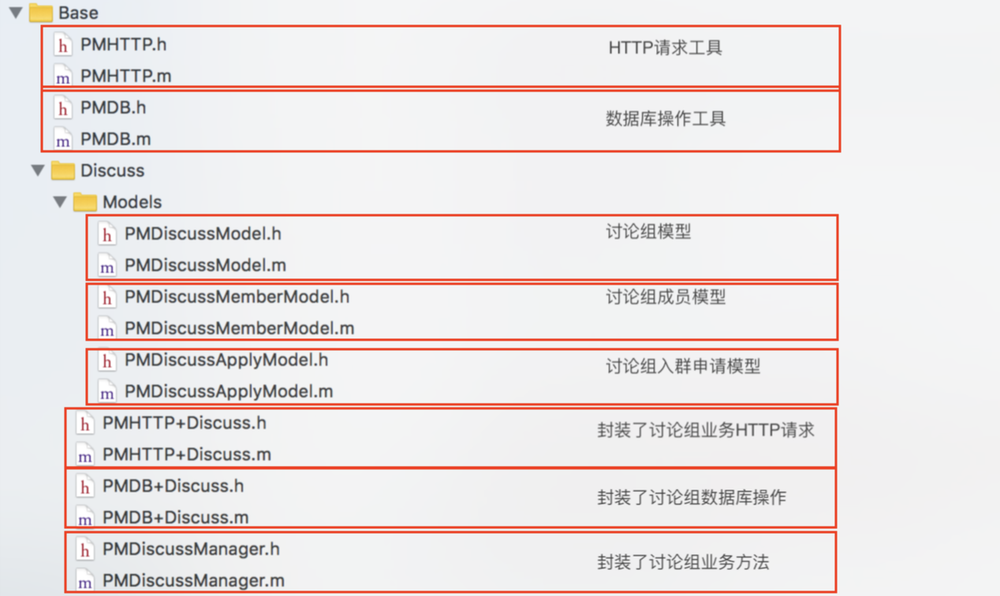 Base
PMHTTP.h
HTTP请求工具
PMHTTP.m
PMDB.h
数据库操作工具
PMDB.m
Discuss
Models
PMDiscussModel.h
讨论组模型
PMDiscussModel.m
PMDiscussMemberModel.h
讨论组成员模型
PMDiscussMemberModel.m
PMDiscussApplyModel.h
讨论组入群申请模型
PMDiscussApplyModel.m
PMHTTP+Discuss.h
封装了讨论组业务HTTP请求
PMHTTP+Discuss.m
PMDB+Discuss.h
封装了讨论组数据库操作
PMDB+Discuss.m
PMDiscussManager.h
封装了讨论组业务方法
PMDiscussManager.m